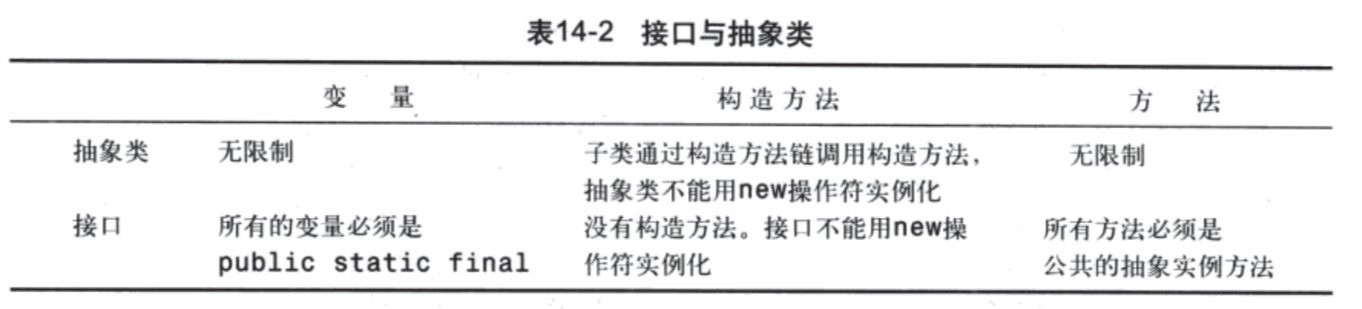 表14-2 接口与抽象类
变 量 构造方法 方 法
抽象类 无限制 子类通过构造方法链调用构造方法， 无限制
抽象类不能用new操作符实例化
接口 所有的变量必须是 没有构造方法。接口不能用new操 所有方法必须是
public static final 作符实例化 公共的抽象实例方法